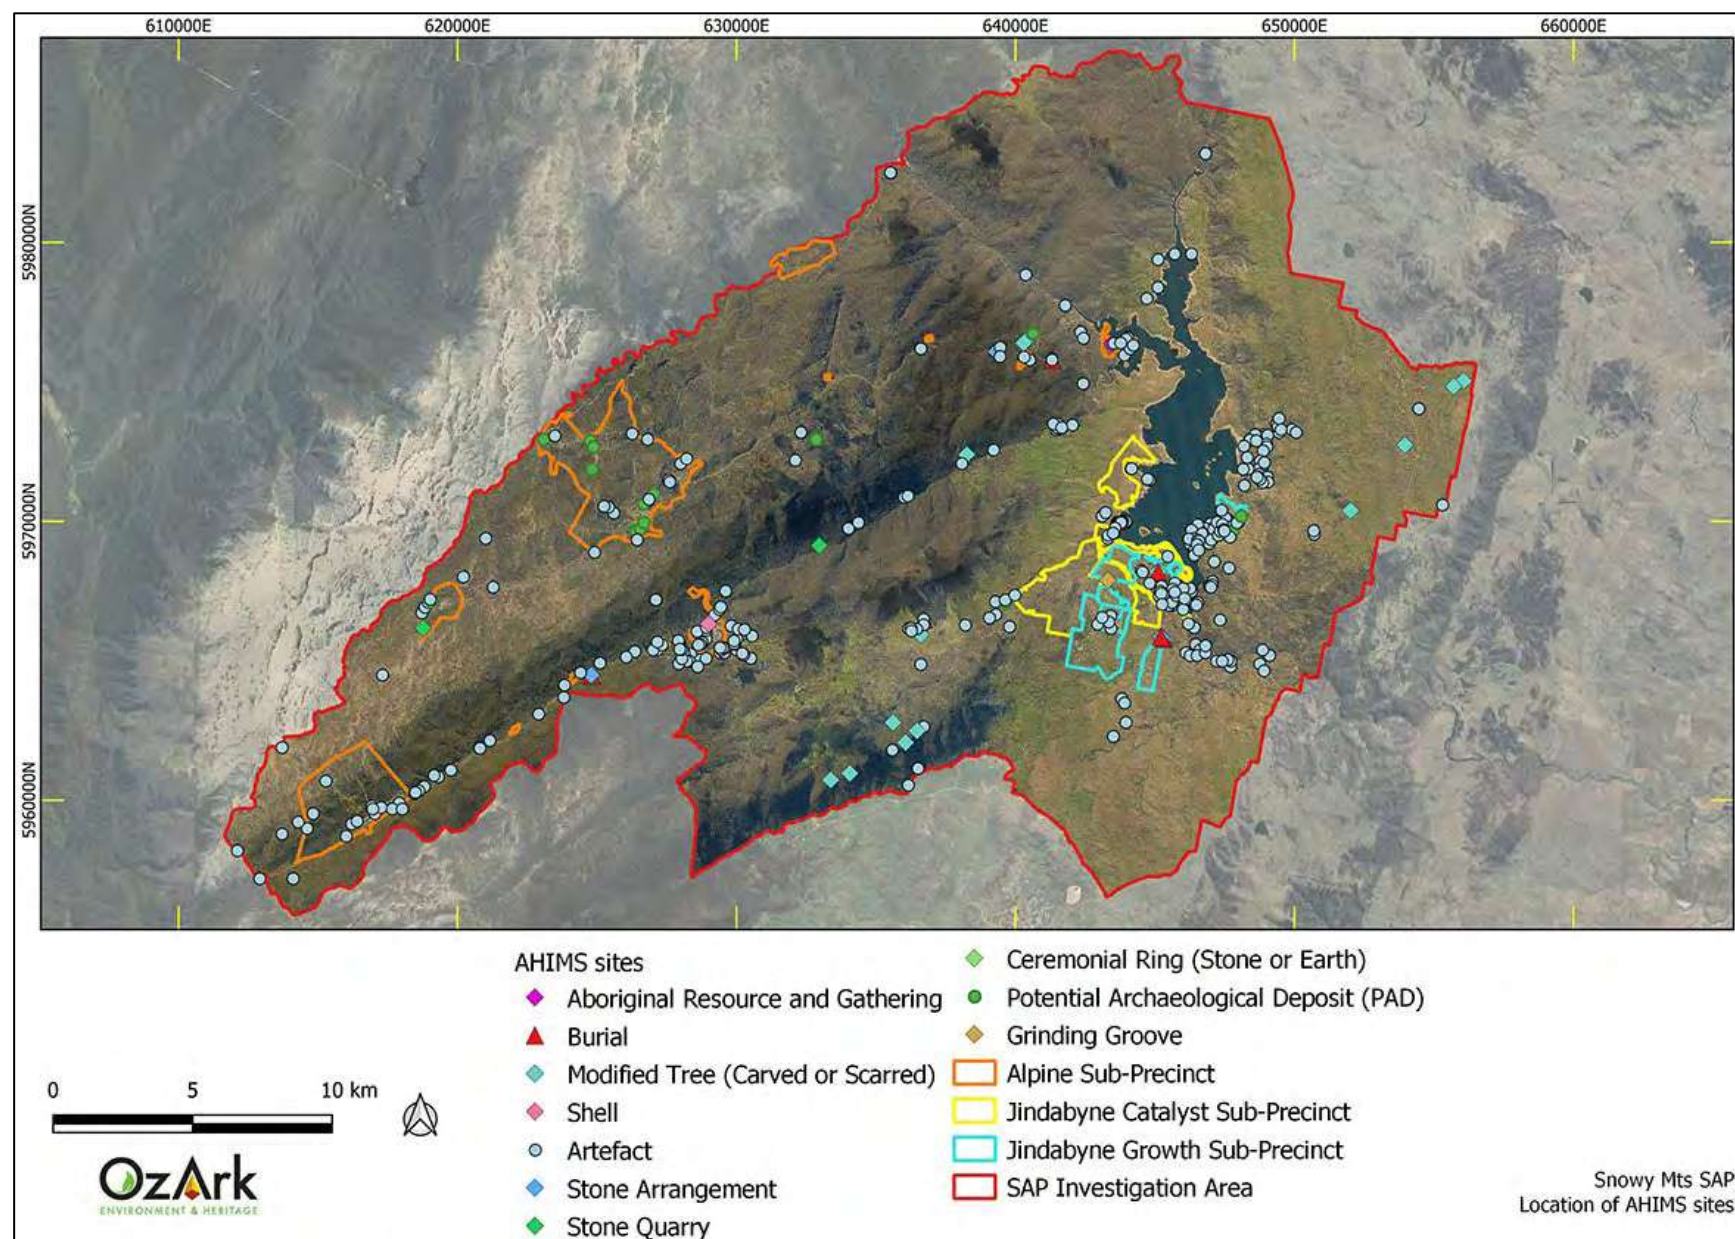 610000E 620000E 630000E 640000E 650000E 660000E
5980000N
5970000N
5960000N
AHIMS sites
Aboriginal Resource and Gathering
Burial
Modified Tree (Carved or Scarred)
Shell
Artefact
Stone Arrangement
Stone Quarry
Ceremonial Ring (Stone or Earth)
Potential Archaeological Deposit (PAD)
Grinding Groove
Alpine Sub-Precinct
Jindabyne Catalyst Sub-Precinct
Jindabyne Growth Sub-Precinct
SAP Investigation Area
0 5 10 km
OzArk
ENVIRONMENT & HERITAGE
Snowy Mts SAP
Location of AHIMS sites